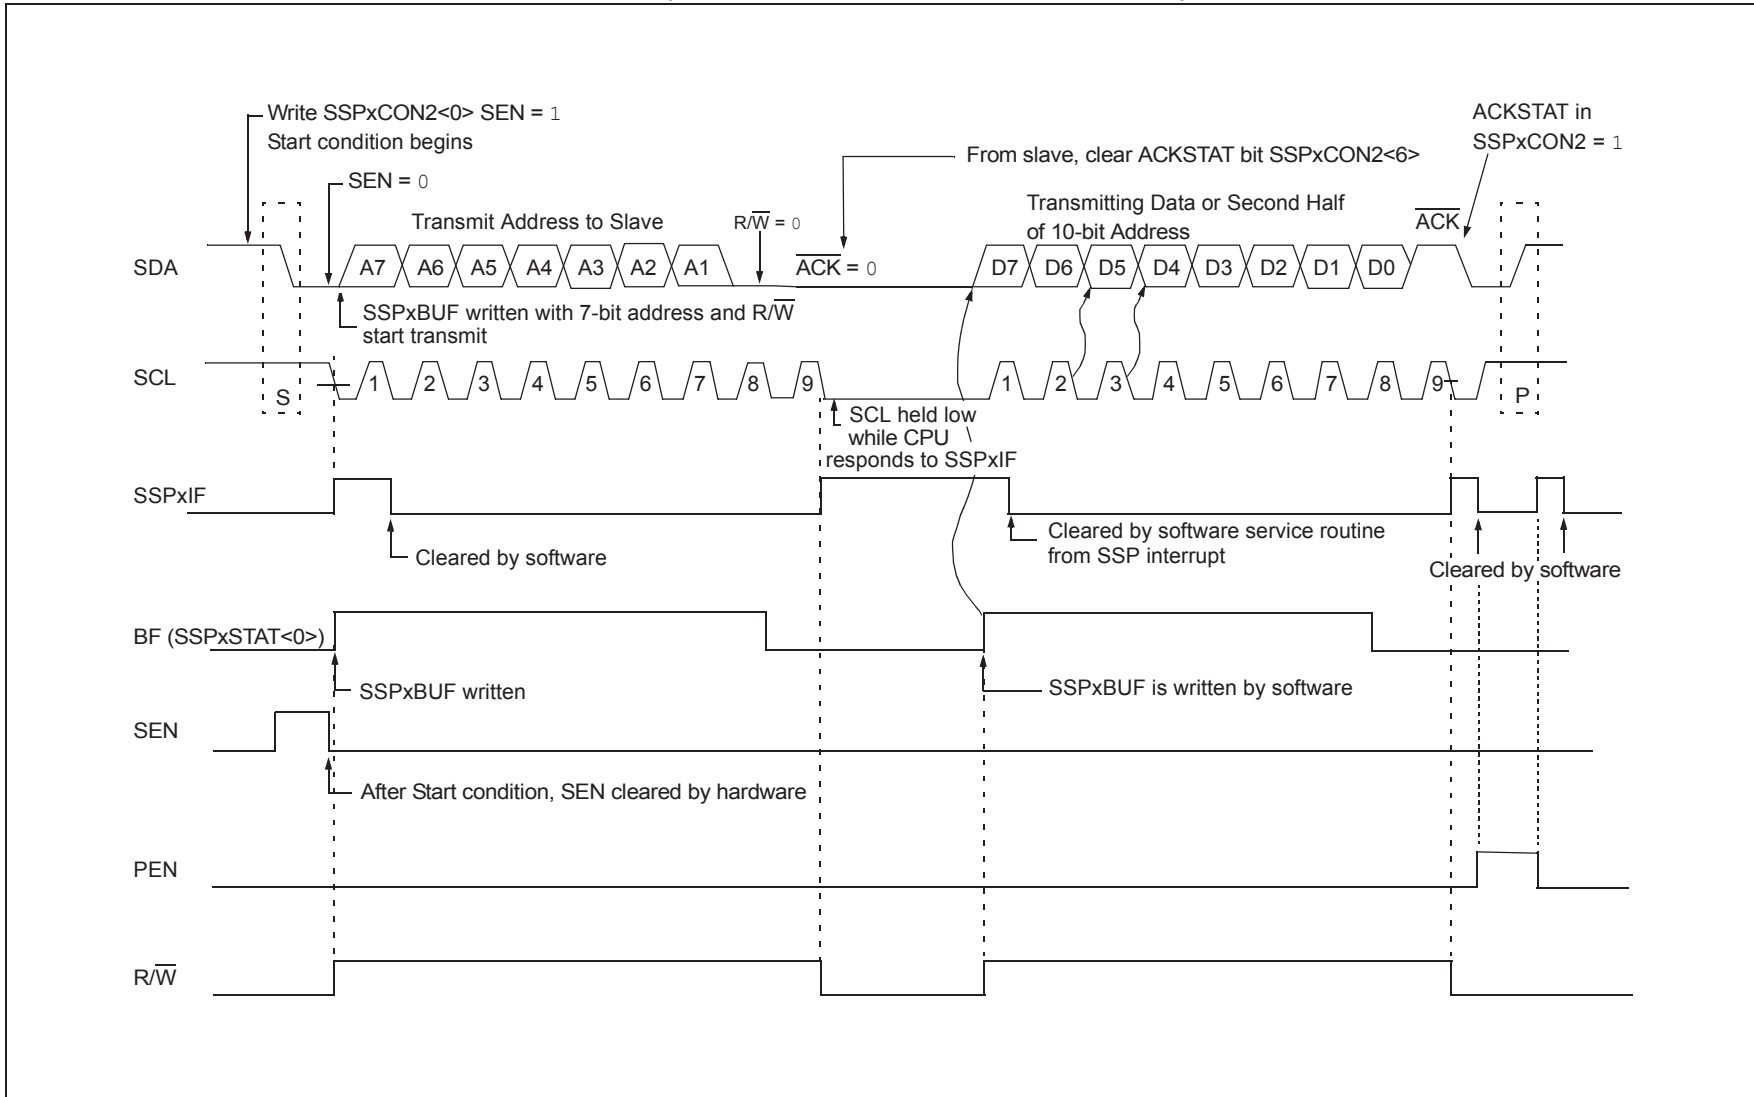 Write SSPxCON2<0> SEN = 1
Start condition begins
ACKSTAT in
SSPxCON2 = 1
From slave, clear ACKSTAT bit SSPxCON2<6>
SEN = 0
Transmit Address to Slave
R/W̅ = 0
Transmitting Data or Second Half
of 10-bit Address
A̅C̅K̅
SDA
A7
A6
A5
A4
A3
A2
A1
A̅C̅K̅ = 0
D7
D6
D5
D4
D3
D2
D1
D0
SSPxBUF written with 7-bit address and R/W̅
start transmit
SCL
S
1
2
3
4
5
6
7
8
9
1
2
3
4
5
6
7
8
9
P
SCL held low
while CPU
responds to SSPxIF
SSPxIF
Cleared by software
Cleared by software service routine
from SSP interrupt
Cleared by software
BF (SSPxSTAT<0>)
SSPxBUF written
SSPxBUF is written by software
SEN
After Start condition, SEN cleared by hardware
PEN
R/W̅